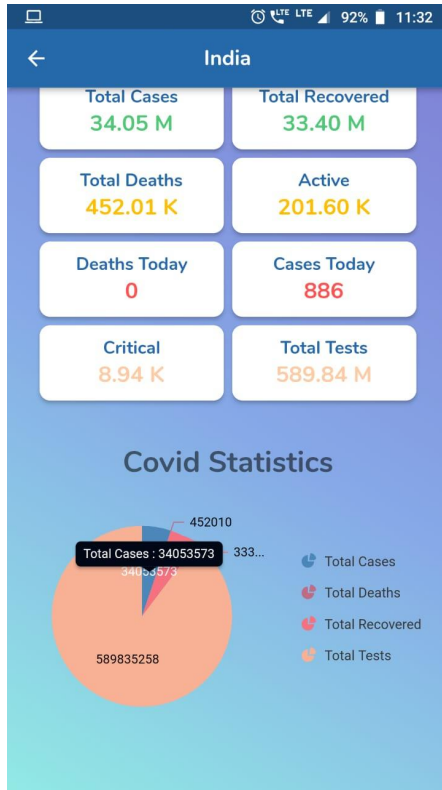 LTE LTE 92% 11:32
India
Total Cases
34.05 M
Total Recovered
33.40 M
Total Deaths
452.01 K
Active
201.60 K
Deaths Today
0
Cases Today
886
Critical
8.94 K
Total Tests
589.84 M
Covid Statistics
452010
Total Cases : 34053573
333...
34053573
589835258
Total Cases
Total Deaths
Total Recovered
Total Tests